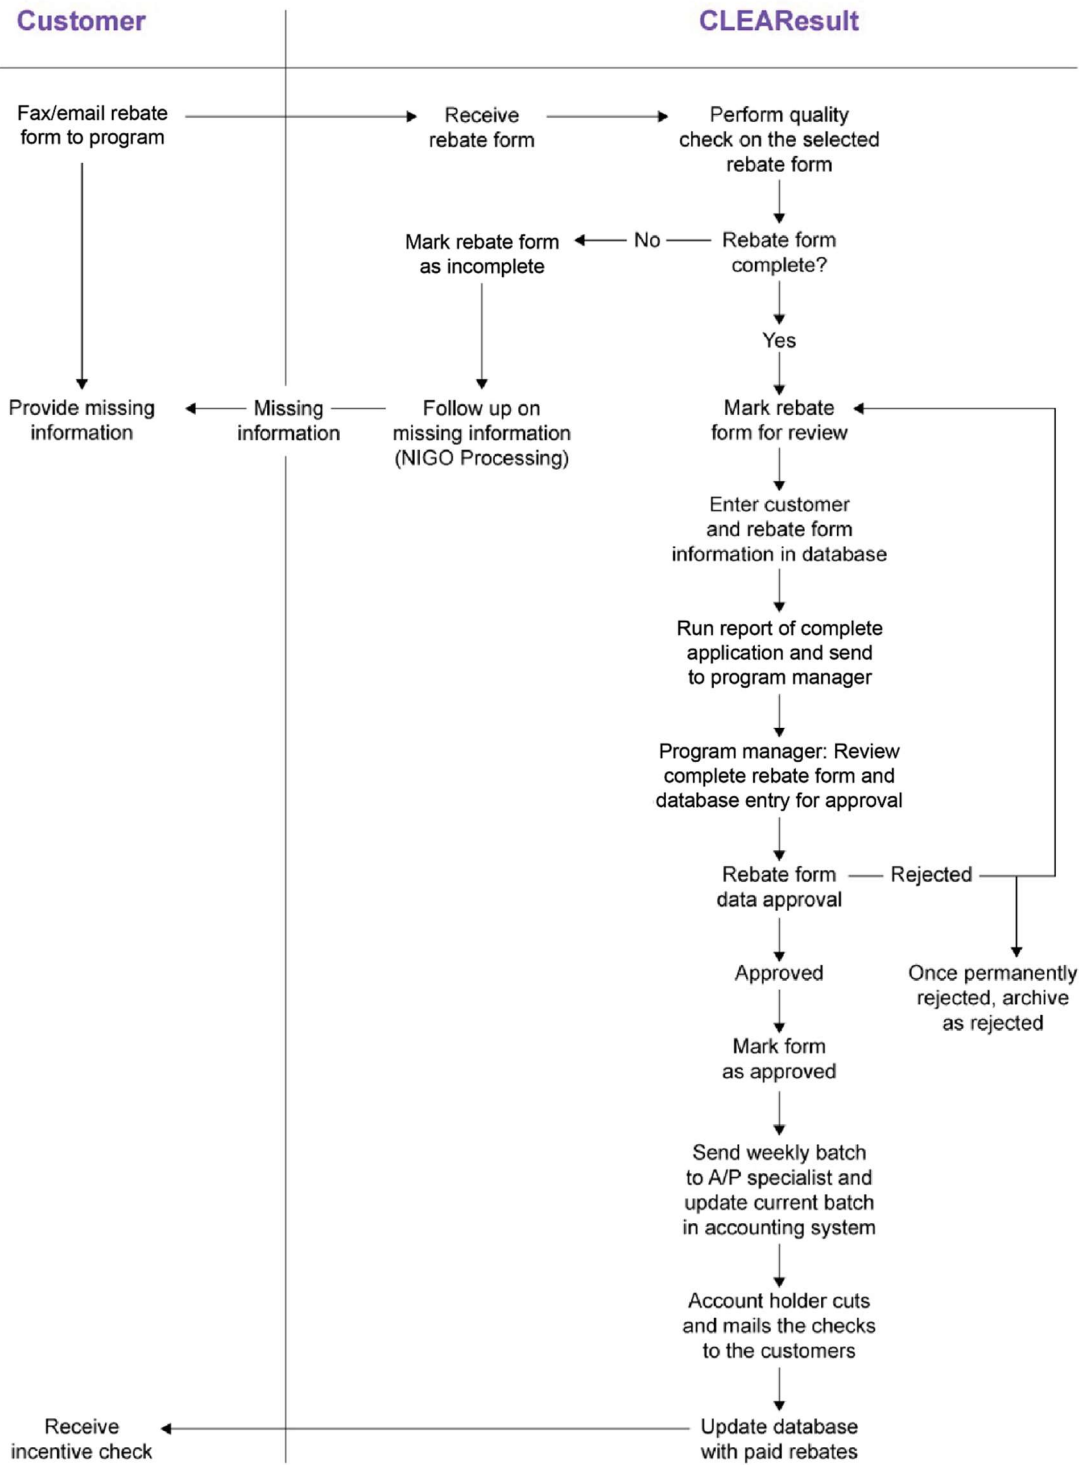 Customer
CLEAResult
Fax/email rebate
form to program
Receive
rebate form
Perform quality
check on the selected
rebate form
Mark rebate form
as incomplete
No
Rebate form
complete?
Yes
Provide missing
information
Missing
information
Follow up on
missing information
(NIGO Processing)
Mark rebate
form for review
Enter customer
and rebate form
information in database
Run report of complete
application and send
to program manager
Program manager: Review
complete rebate form and
database entry for approval
Rebate form
data approval
Rejected
Approved
Once permanently
rejected, archive
as rejected
Mark form
as approved
Send weekly batch
to A/P specialist and
update current batch
in accounting system
Account holder cuts
and mails the checks
to the customers
Receive
incentive check
Update database
with paid rebates